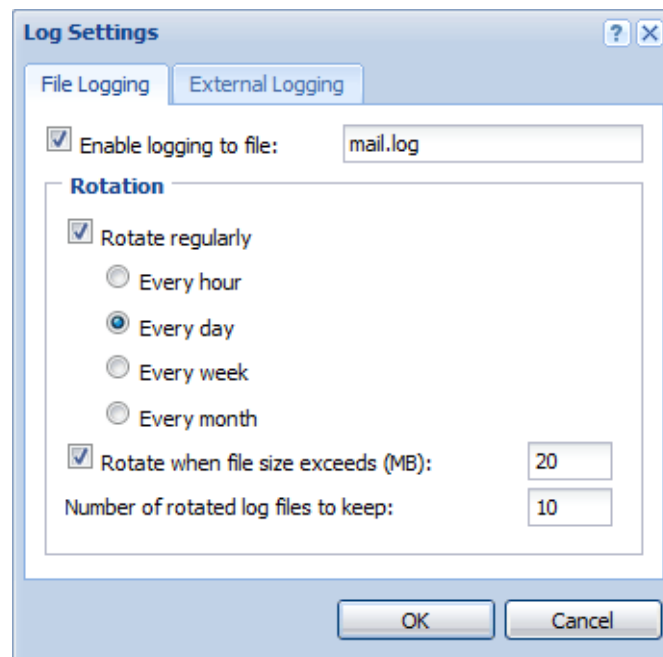 Log Settings
?
File Logging External Logging
Enable logging to file: mail.log
Rotation
Rotate regularly
Every hour
Every day
Every week
Every month
Rotate when file size exceeds (MB): 20
Number of rotated log files to keep: 10
OK Cancel